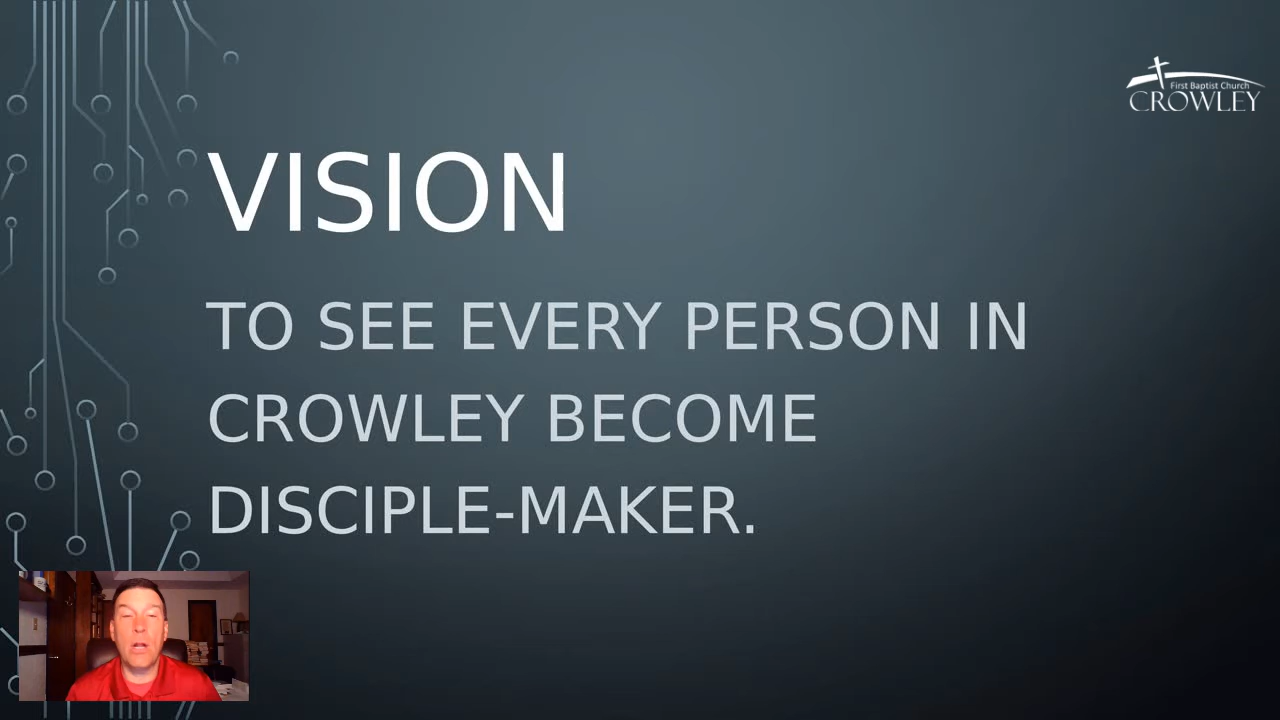 First Baptist Church
CROWLEY
VISION
TO SEE EVERY PERSON IN
CROWLEY BECOME
DISCIPLE-MAKER.